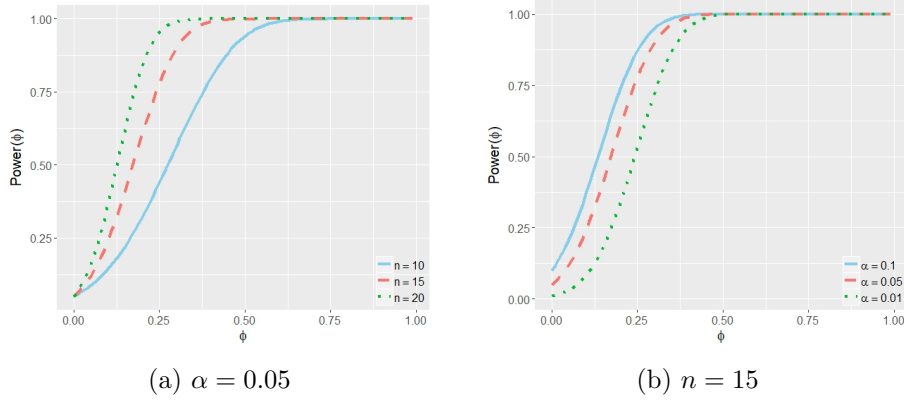 1.00
0.75
0.50
0.25
Power(ϕ)
n = 10
n = 15
n = 20
0.00 0.25 0.50 0.75 1.00
ϕ
(a) α = 0.05
1.00
0.75
0.50
0.25
0.00
Power(ϕ)
α = 0.1
α = 0.05
α = 0.01
0.00 0.25 0.50 0.75 1.00
ϕ
(b) n = 15